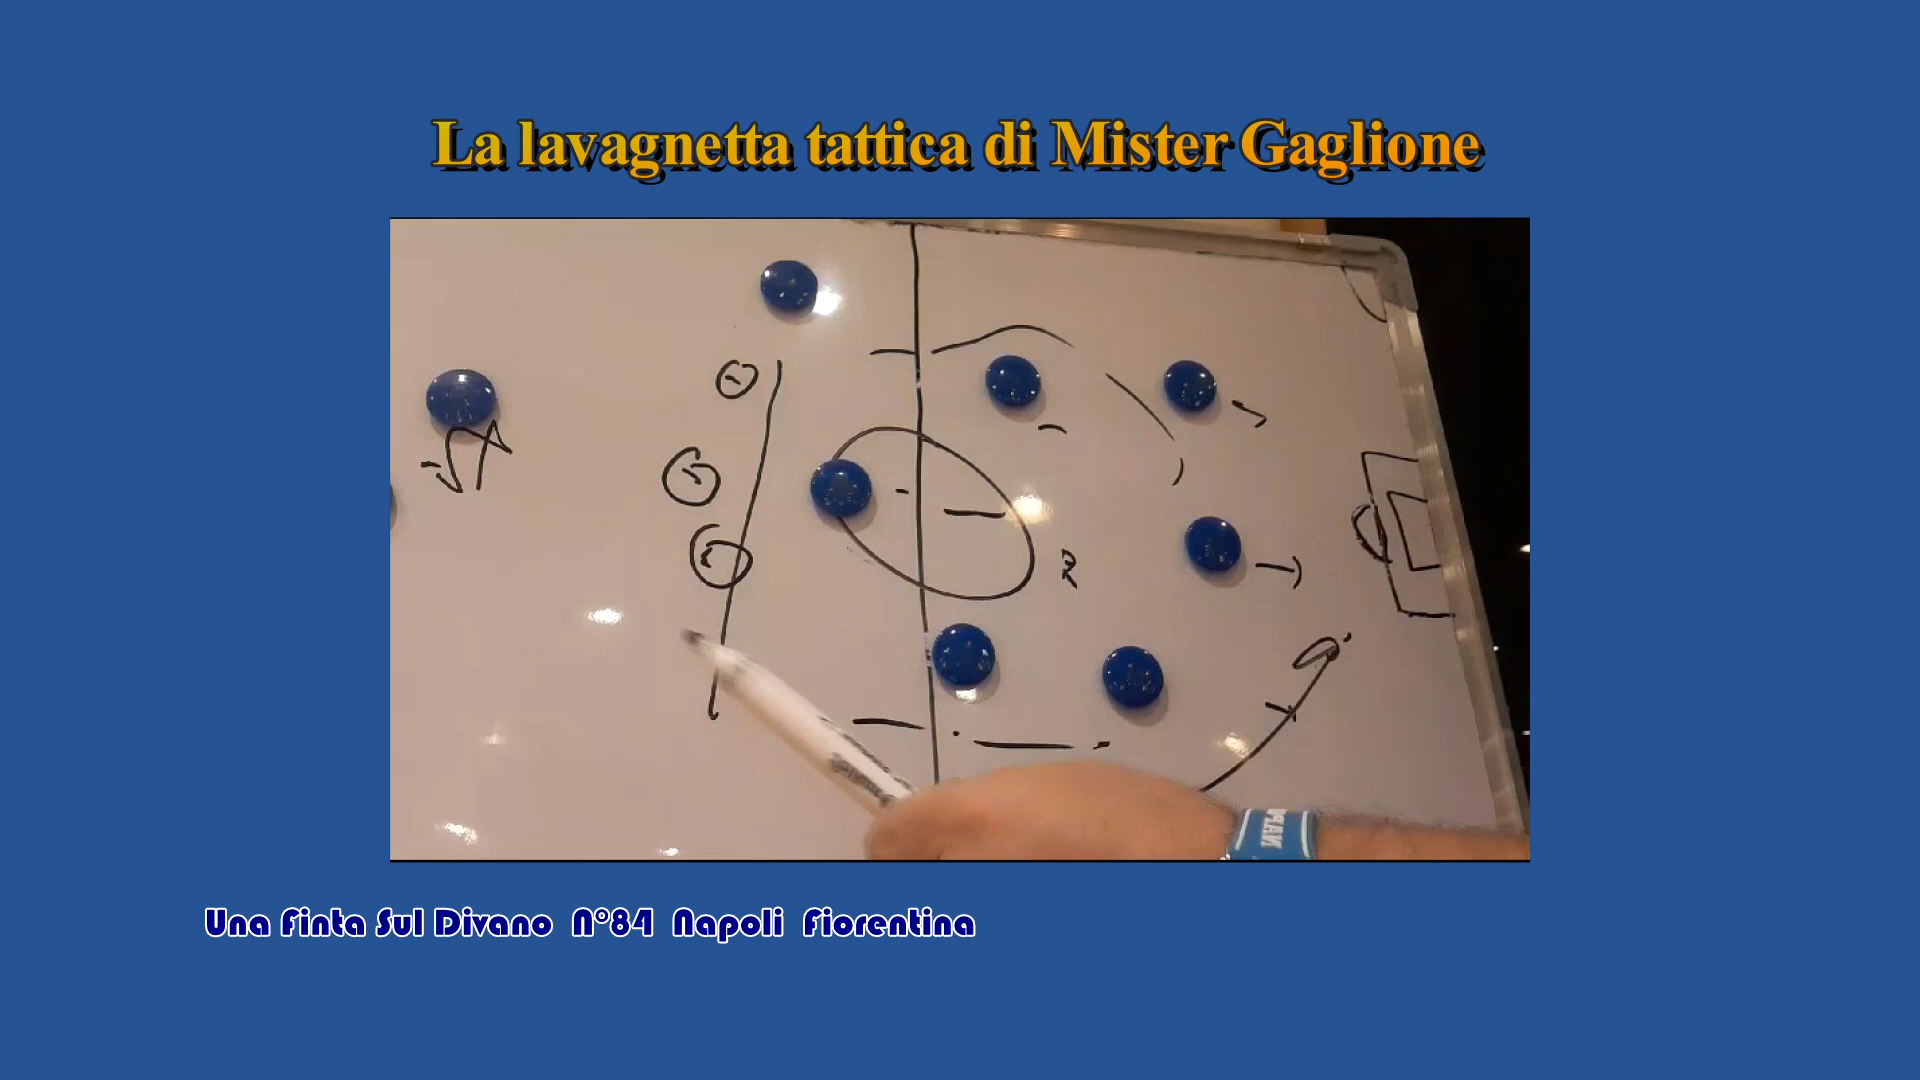 La lavagnetta tattica di Mister Gaglione
R
Una Finta Sul Divano N°84 Napoli Fiorentina